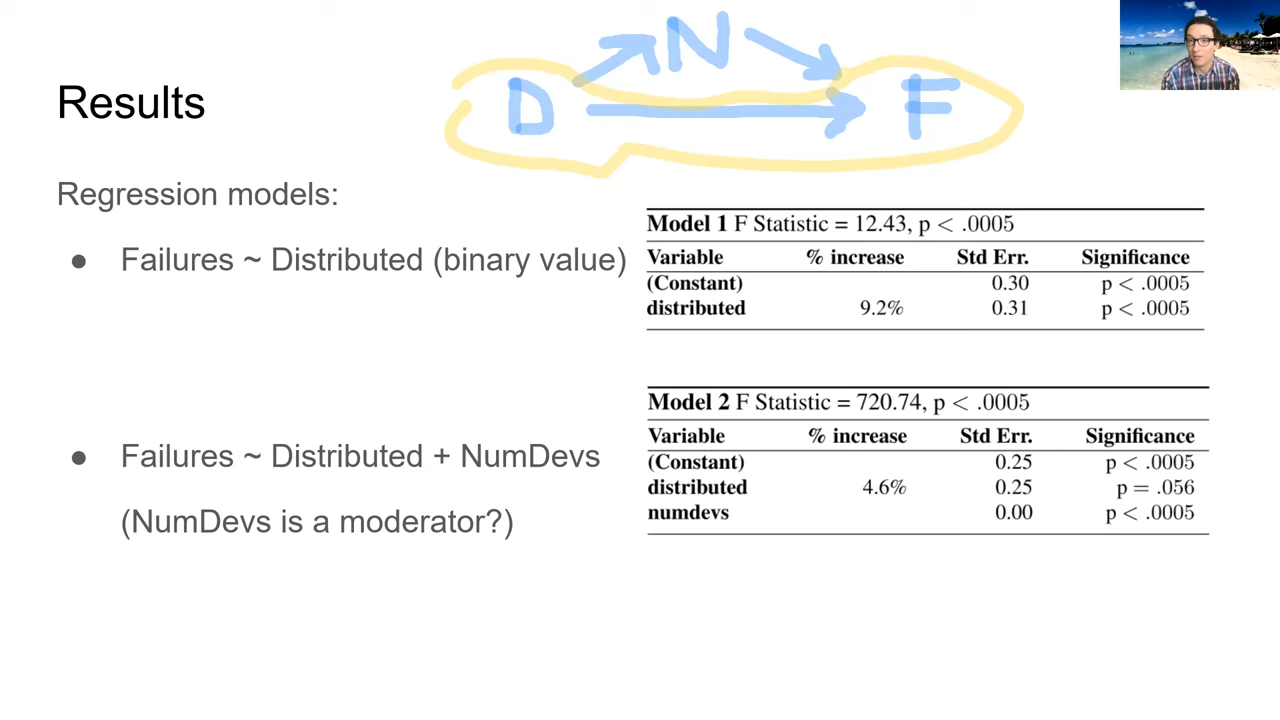 N
D F
Results
Regression models:
● Failures ~ Distributed (binary value)
Model 1 F Statistic = 12.43, p < .0005
Variable % increase Std Err. Significance
(Constant) 0.30 p < .0005
distributed 9.2% 0.31 p < .0005
Model 2 F Statistic = 720.74, p < .0005
Variable % increase Std Err. Significance
(Constant) 0.25 p < .0005
distributed 4.6% 0.25 p = .056
numdevs 0.00 p < .0005
● Failures ~ Distributed + NumDevs
(NumDevs is a moderator?)